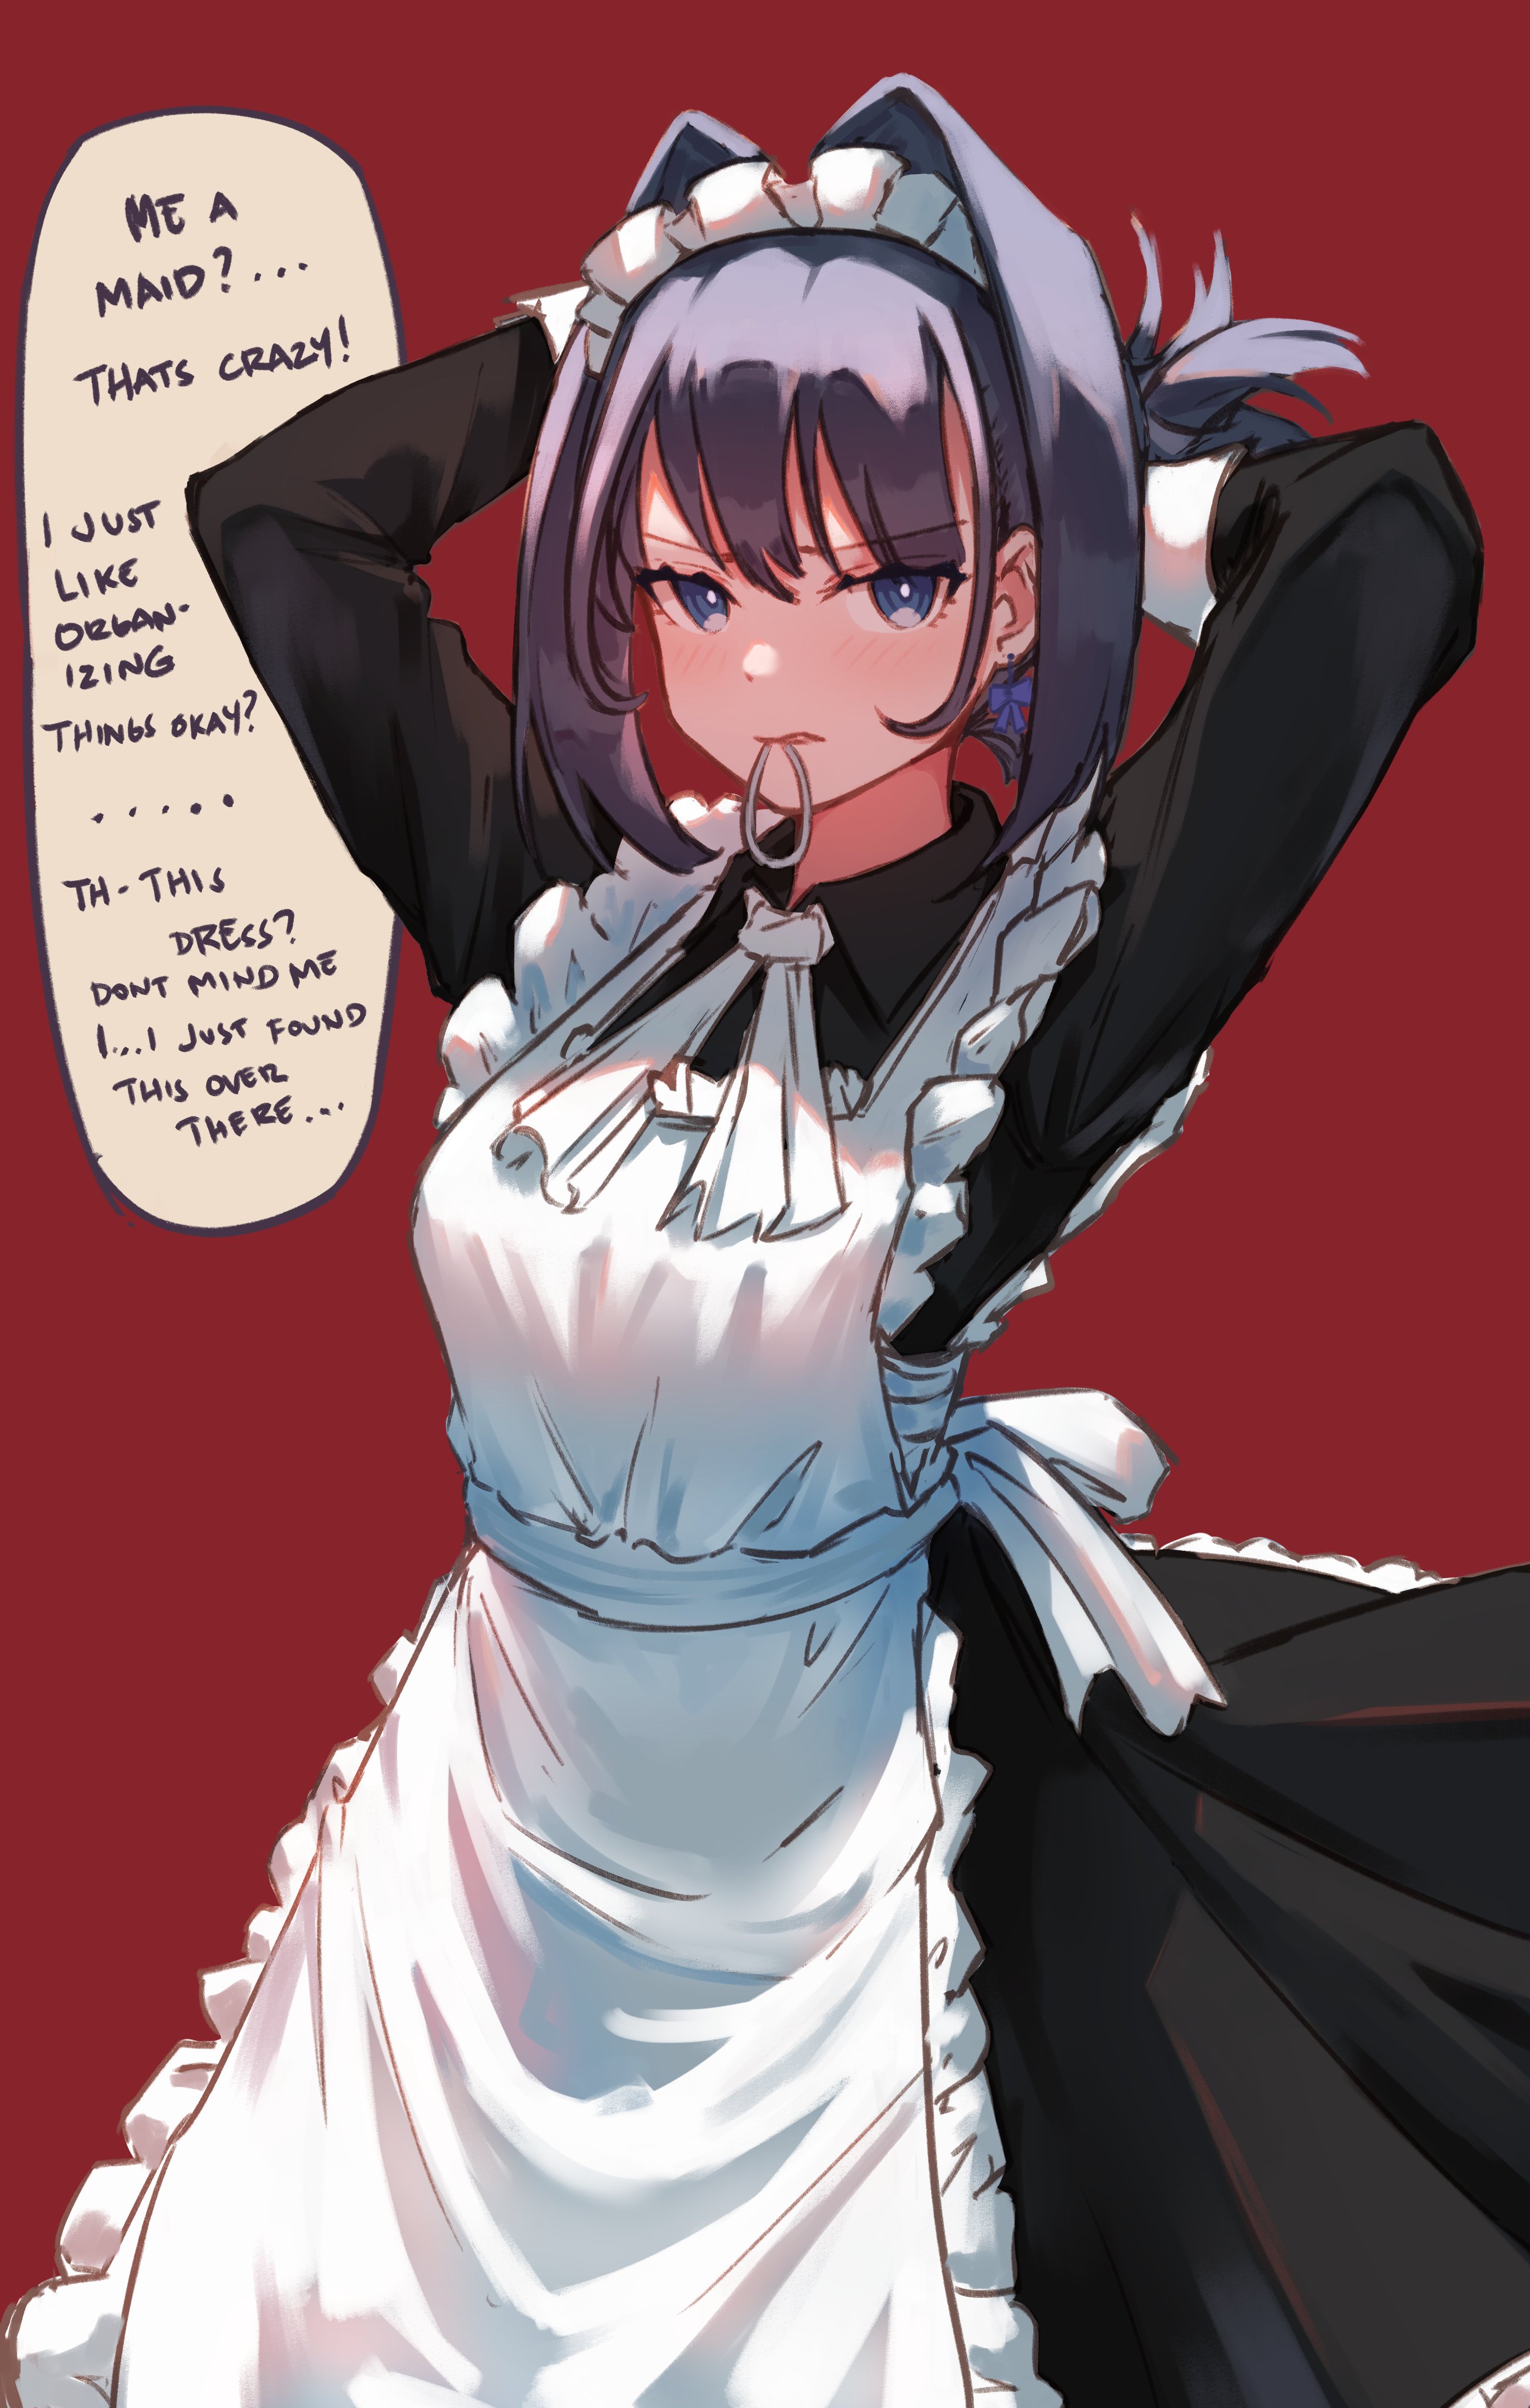 ME A
MAID?...
THATS CRAZY!
I JUST
LIKE
ORGAN-
IZING
THINGS OKAY?
.....
TH-THIS
DRESS?
DONT MIND ME
I...I JUST FOUND
THIS OVER
THERE...